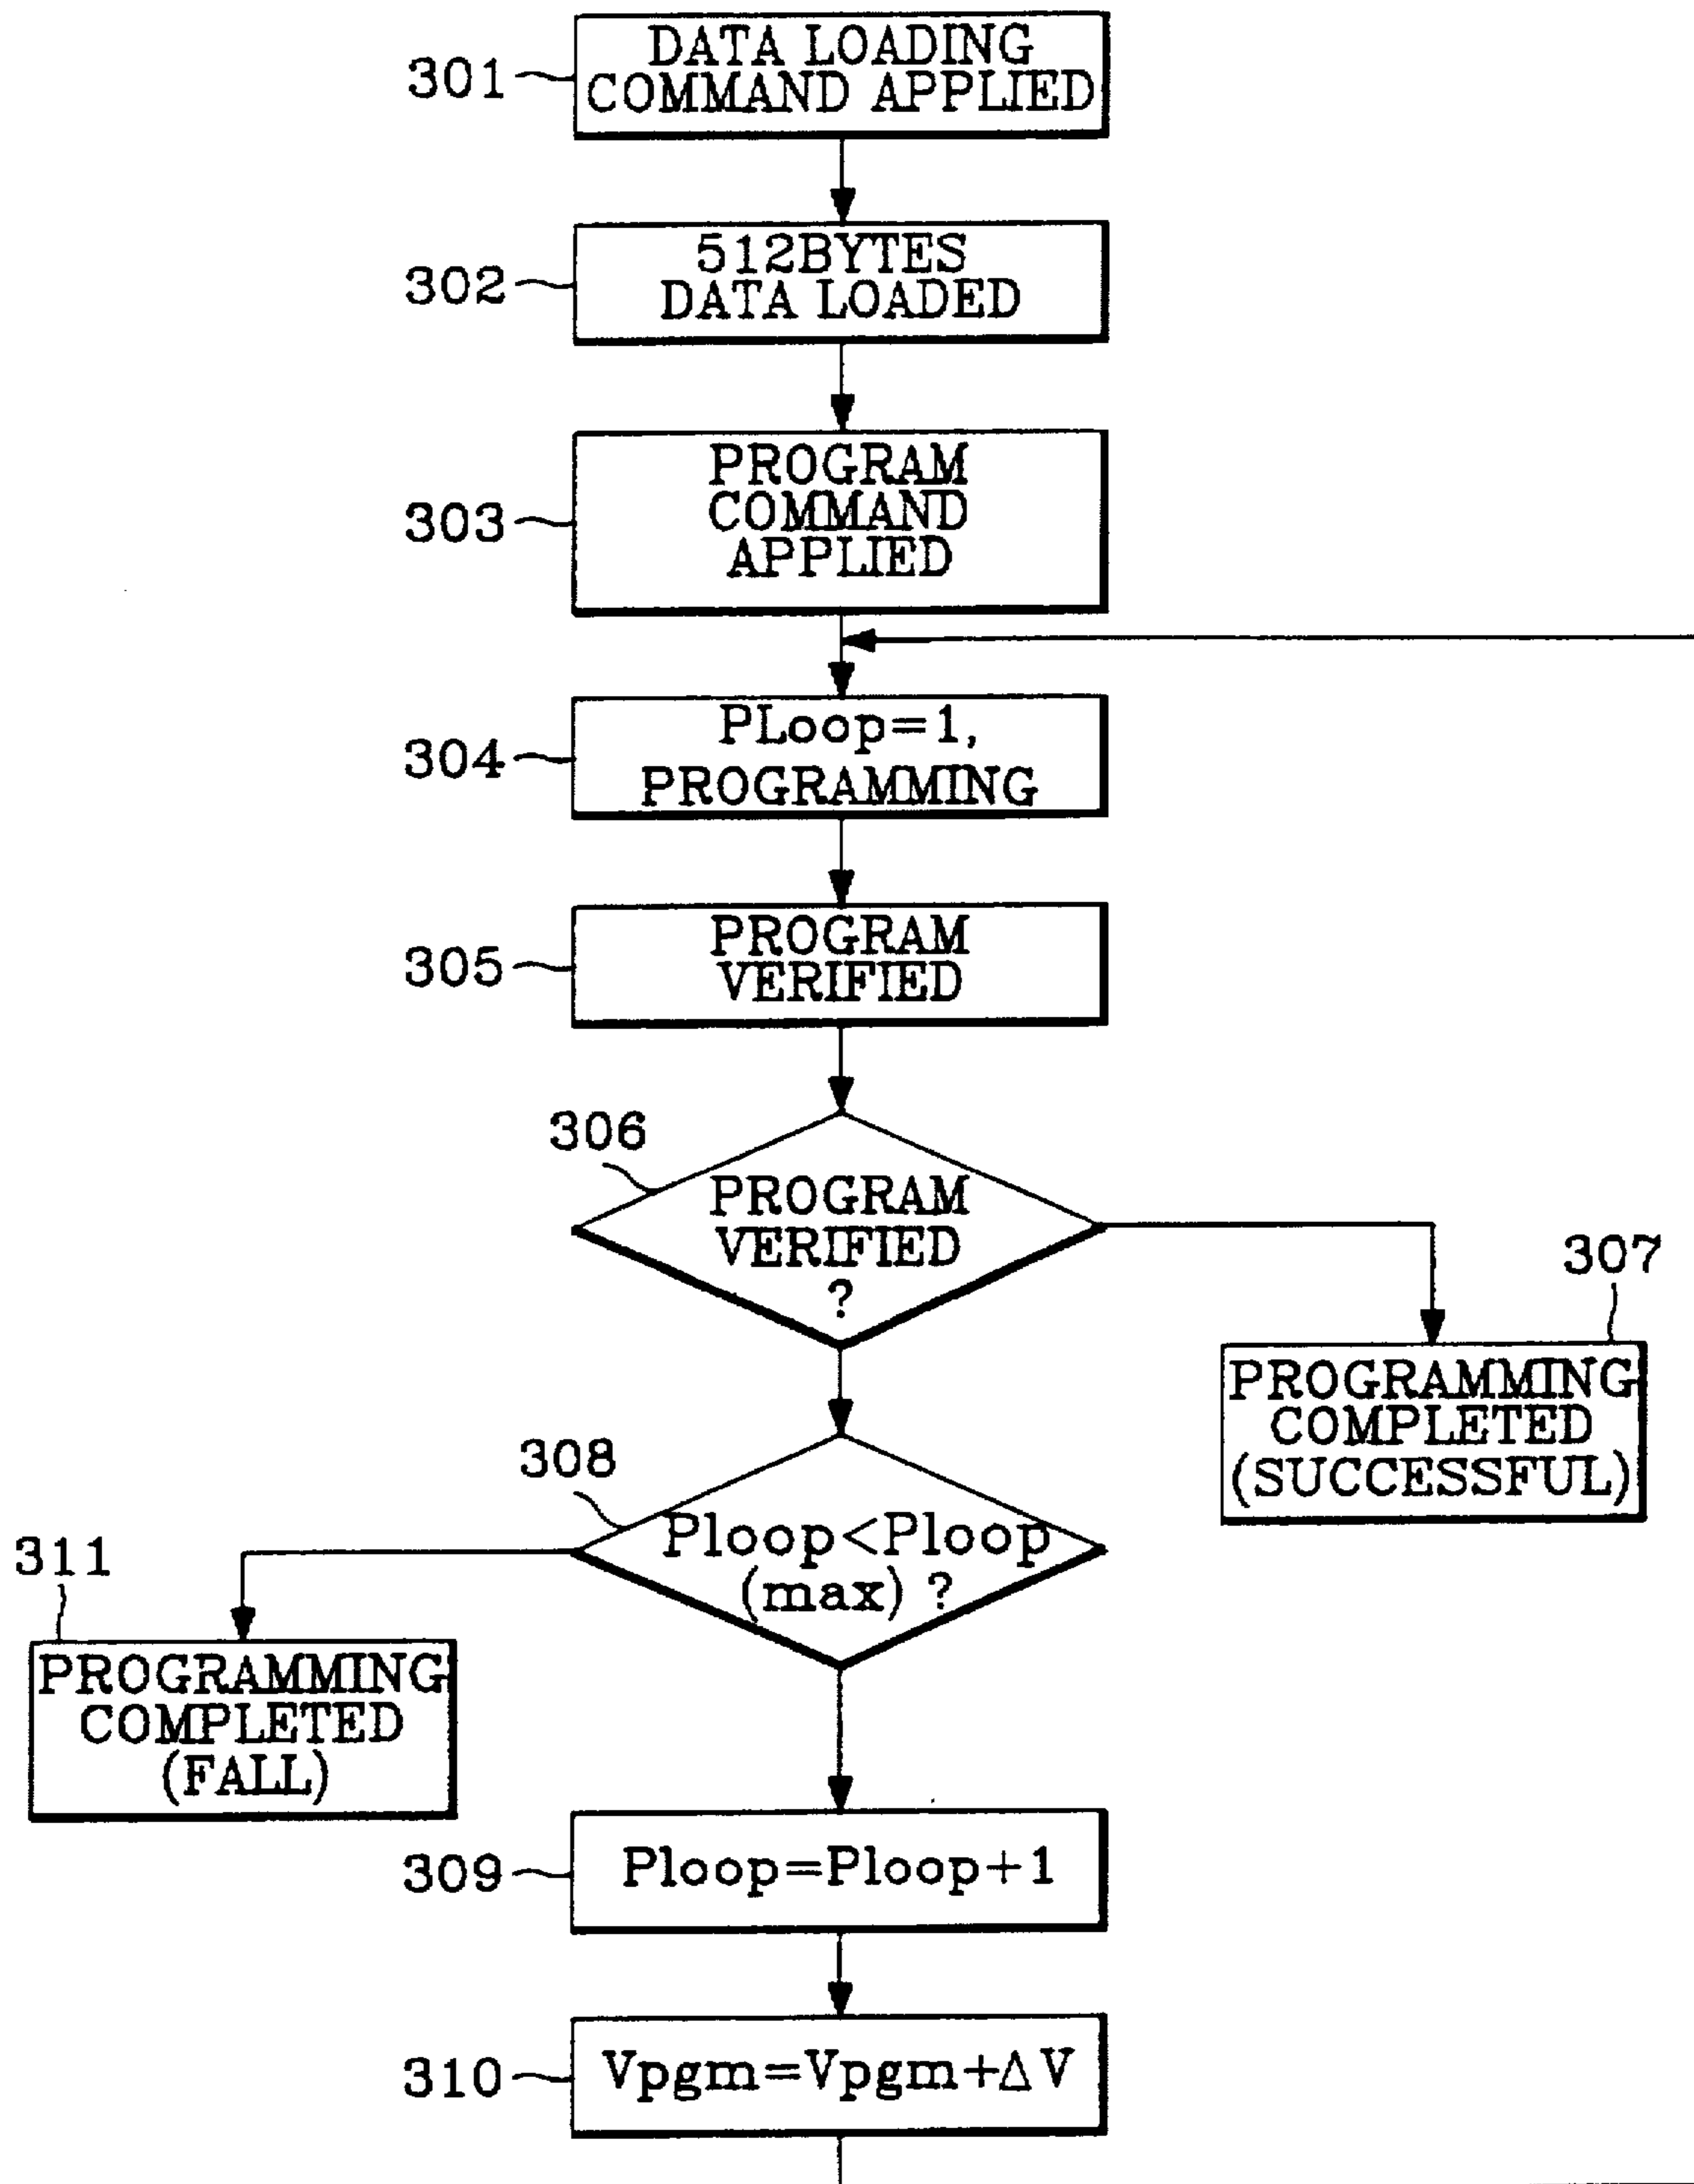 301
DATA LOADING
COMMAND APPLIED
302
512BYTES
DATA LOADED
303
PROGRAM
COMMAND
APPLIED
304
PLoop=1,
PROGRAMMING
305
PROGRAM
VERIFIED
306
PROGRAM
VERIFIED
?
307
PROGRAMMING
COMPLETED
(SUCCESSFUL)
308
Ploop<Ploop
(max) ?
311
PROGRAMMING
COMPLETED
(FALL)
309
Ploop=Ploop+1
310
Vpgm=Vpgm+ΔV